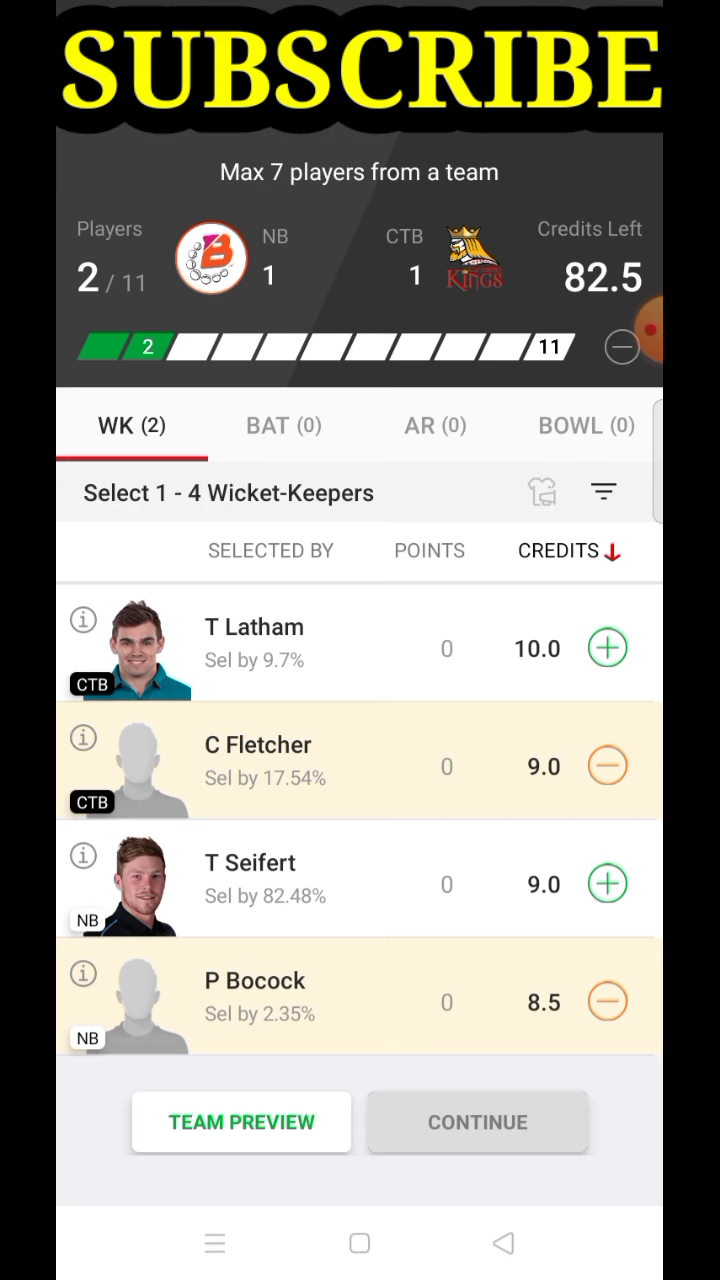 SUBSCRIBE
Max 7 players from a team
Players NB CTB Credits Left
2 / 11 1 1 KINGS 82.5
2 11
WK (2) BAT (0) AR (0) BOWL (0)
Select 1 - 4 Wicket-Keepers
SELECTED BY POINTS CREDITS
T Latham
Sel by 9.7% 0 10.0
CTB
C Fletcher
Sel by 17.54% 0 9.0
CTB
T Seifert
Sel by 82.48% 0 9.0
NB
P Bocock
Sel by 2.35% 0 8.5
NB
TEAM PREVIEW CONTINUE